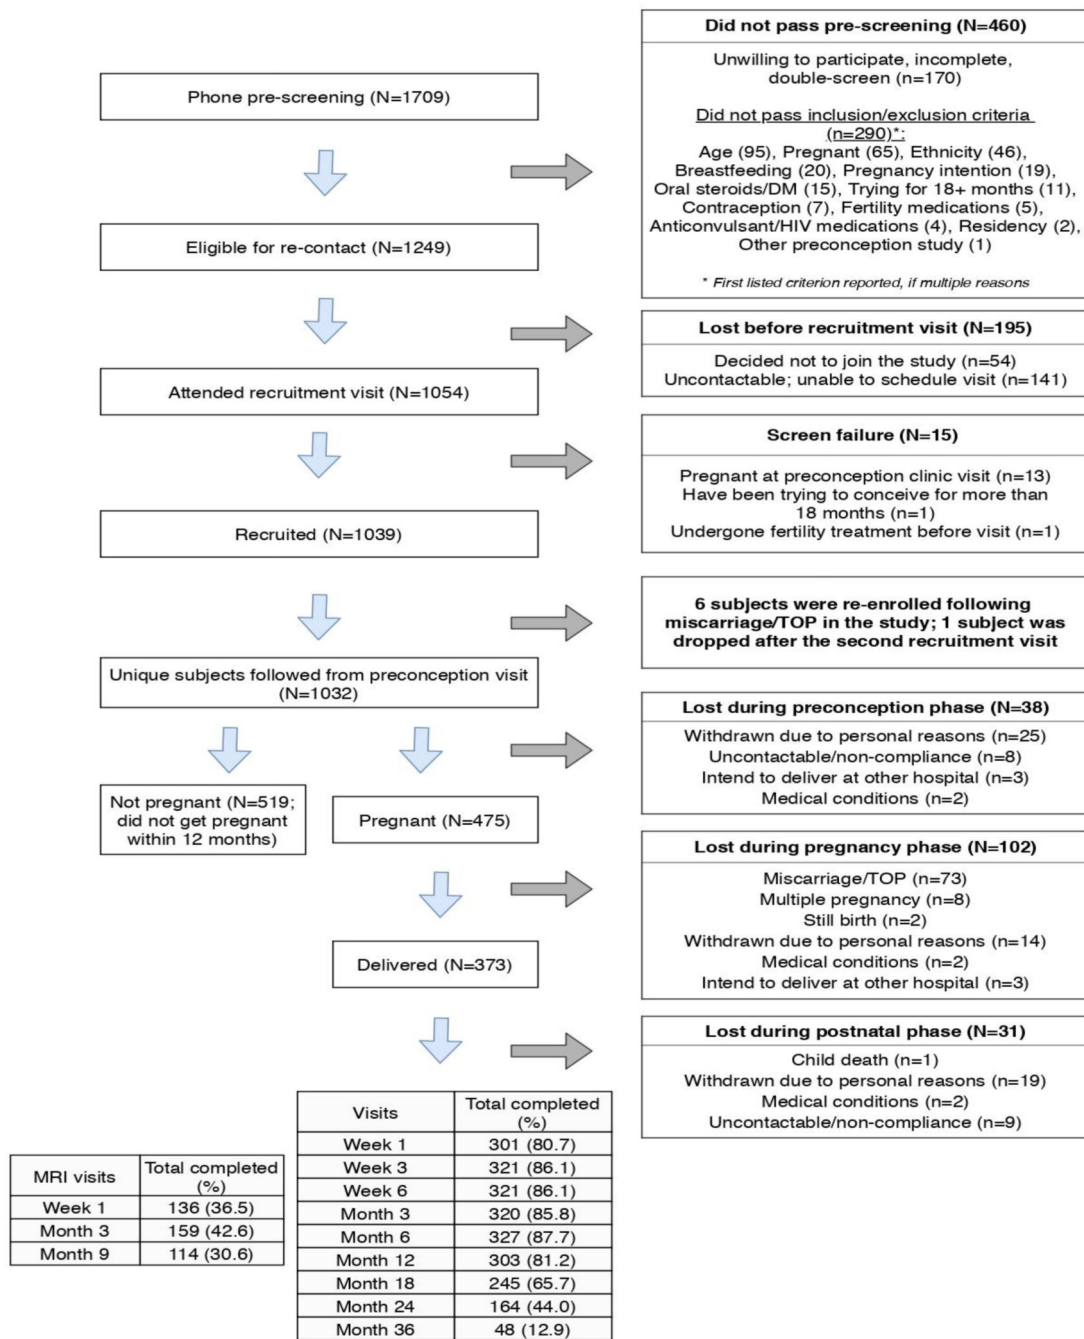 Phone pre-screening (N=1709)
Did not pass pre-screening (N=460)
Unwilling to participate, incomplete,
double-screen (n=170)
Did not pass inclusion/exclusion criteria
(n=290)*:
Age (95), Pregnant (65), Ethnicity (46),
Breastfeeding (20), Pregnancy intention (19),
Oral steroids/DM (15), Trying for 18+ months (11),
Contraception (7), Fertility medications (5),
Anticonvulsant/HIV medications (4), Residency (2),
Other preconception study (1)
* First listed criterion reported, if multiple reasons
Eligible for re-contact (N=1249)
Lost before recruitment visit (N=195)
Decided not to join the study (n=54)
Uncontactable; unable to schedule visit (n=141)
Attended recruitment visit (N=1054)
Screen failure (N=15)
Pregnant at preconception clinic visit (n=13)
Have been trying to conceive for more than
18 months (n=1)
Undergone fertility treatment before visit (n=1)
Recruited (N=1039)
6 subjects were re-enrolled following
miscarriage/TOP in the study; 1 subject was
dropped after the second recruitment visit
Unique subjects followed from preconception visit
(N=1032)
Lost during preconception phase (N=38)
Withdrawn due to personal reasons (n=25)
Uncontactable/non-compliance (n=8)
Intend to deliver at other hospital (n=3)
Medical conditions (n=2)
Not pregnant (N=519;
did not get pregnant
within 12 months)
Pregnant (N=475)
Lost during pregnancy phase (N=102)
Miscarriage/TOP (n=73)
Multiple pregnancy (n=8)
Still birth (n=2)
Withdrawn due to personal reasons (n=14)
Medical conditions (n=2)
Intend to deliver at other hospital (n=3)
Delivered (N=373)
Lost during postnatal phase (N=31)
Child death (n=1)
Withdrawn due to personal reasons (n=19)
Medical conditions (n=2)
Uncontactable/non-compliance (n=9)
MRI visits Total completed
(%)
Week 1 136 (36.5)
Month 3 159 (42.6)
Month 9 114 (30.6)
Visits Total completed
(%)
Week 1 301 (80.7)
Week 3 321 (86.1)
Week 6 321 (86.1)
Month 3 320 (85.8)
Month 6 327 (87.7)
Month 12 303 (81.2)
Month 18 245 (65.7)
Month 24 164 (44.0)
Month 36 48 (12.9)